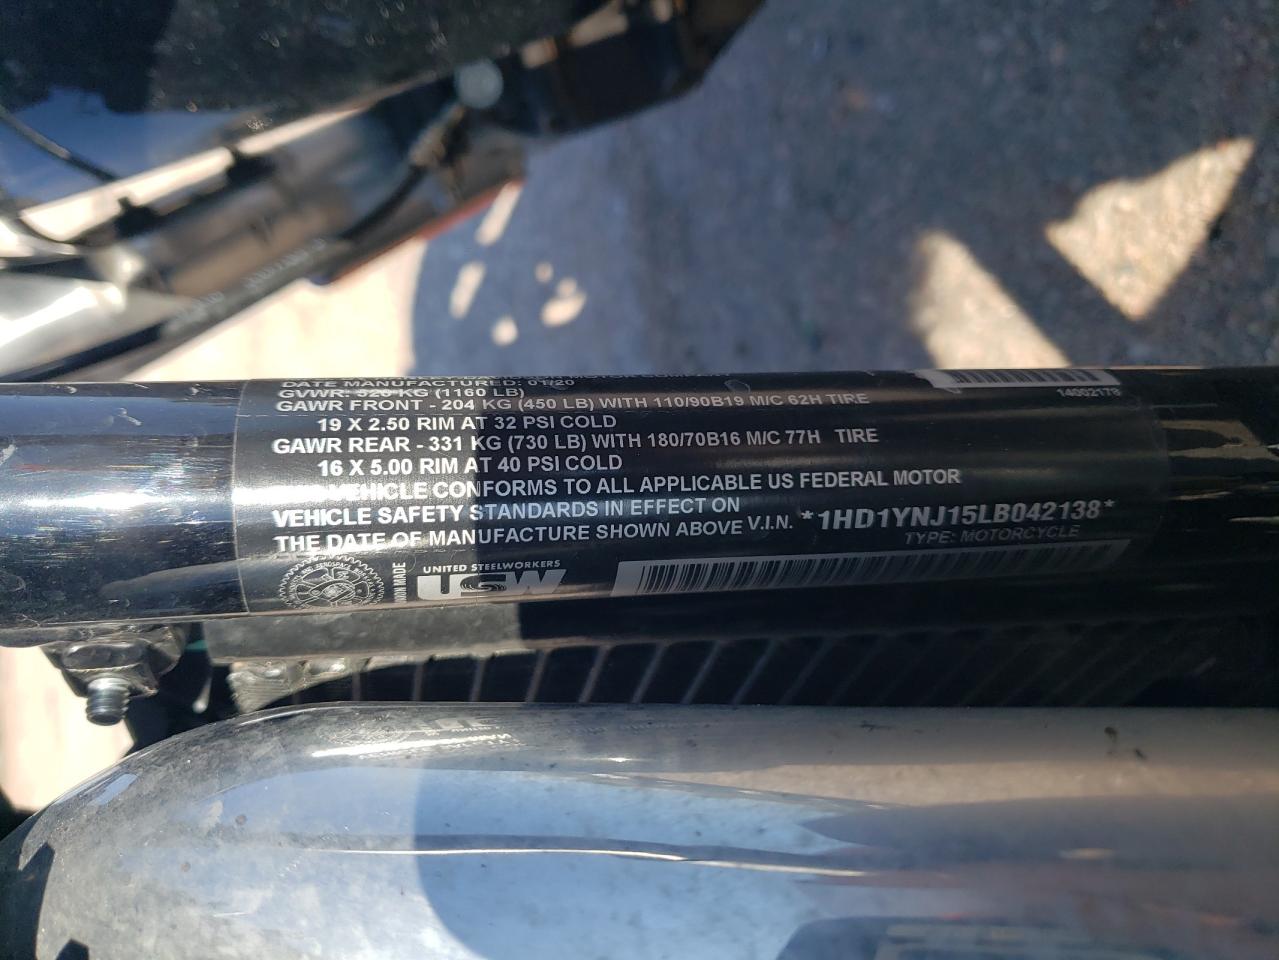 DATE MANUFACTURED: 01/20
GVWR: 526 KG (1160 LB)
GAWR FRONT - 204 KG (450 LB) WITH 110/90B19 M/C 62H TIRE
19 X 2.50 RIM AT 32 PSI COLD
GAWR REAR - 331 KG (730 LB) WITH 180/70B16 M/C 77H TIRE
16 X 5.00 RIM AT 40 PSI COLD
VEHICLE CONFORMS TO ALL APPLICABLE US FEDERAL MOTOR
VEHICLE SAFETY STANDARDS IN EFFECT ON
THE DATE OF MANUFACTURE SHOWN ABOVE V.I.N. *1HD1YNJ15LB042138*
TYPE: MOTORCYCLE
14002178
MADE
UNITED STEELWORKERS
USW